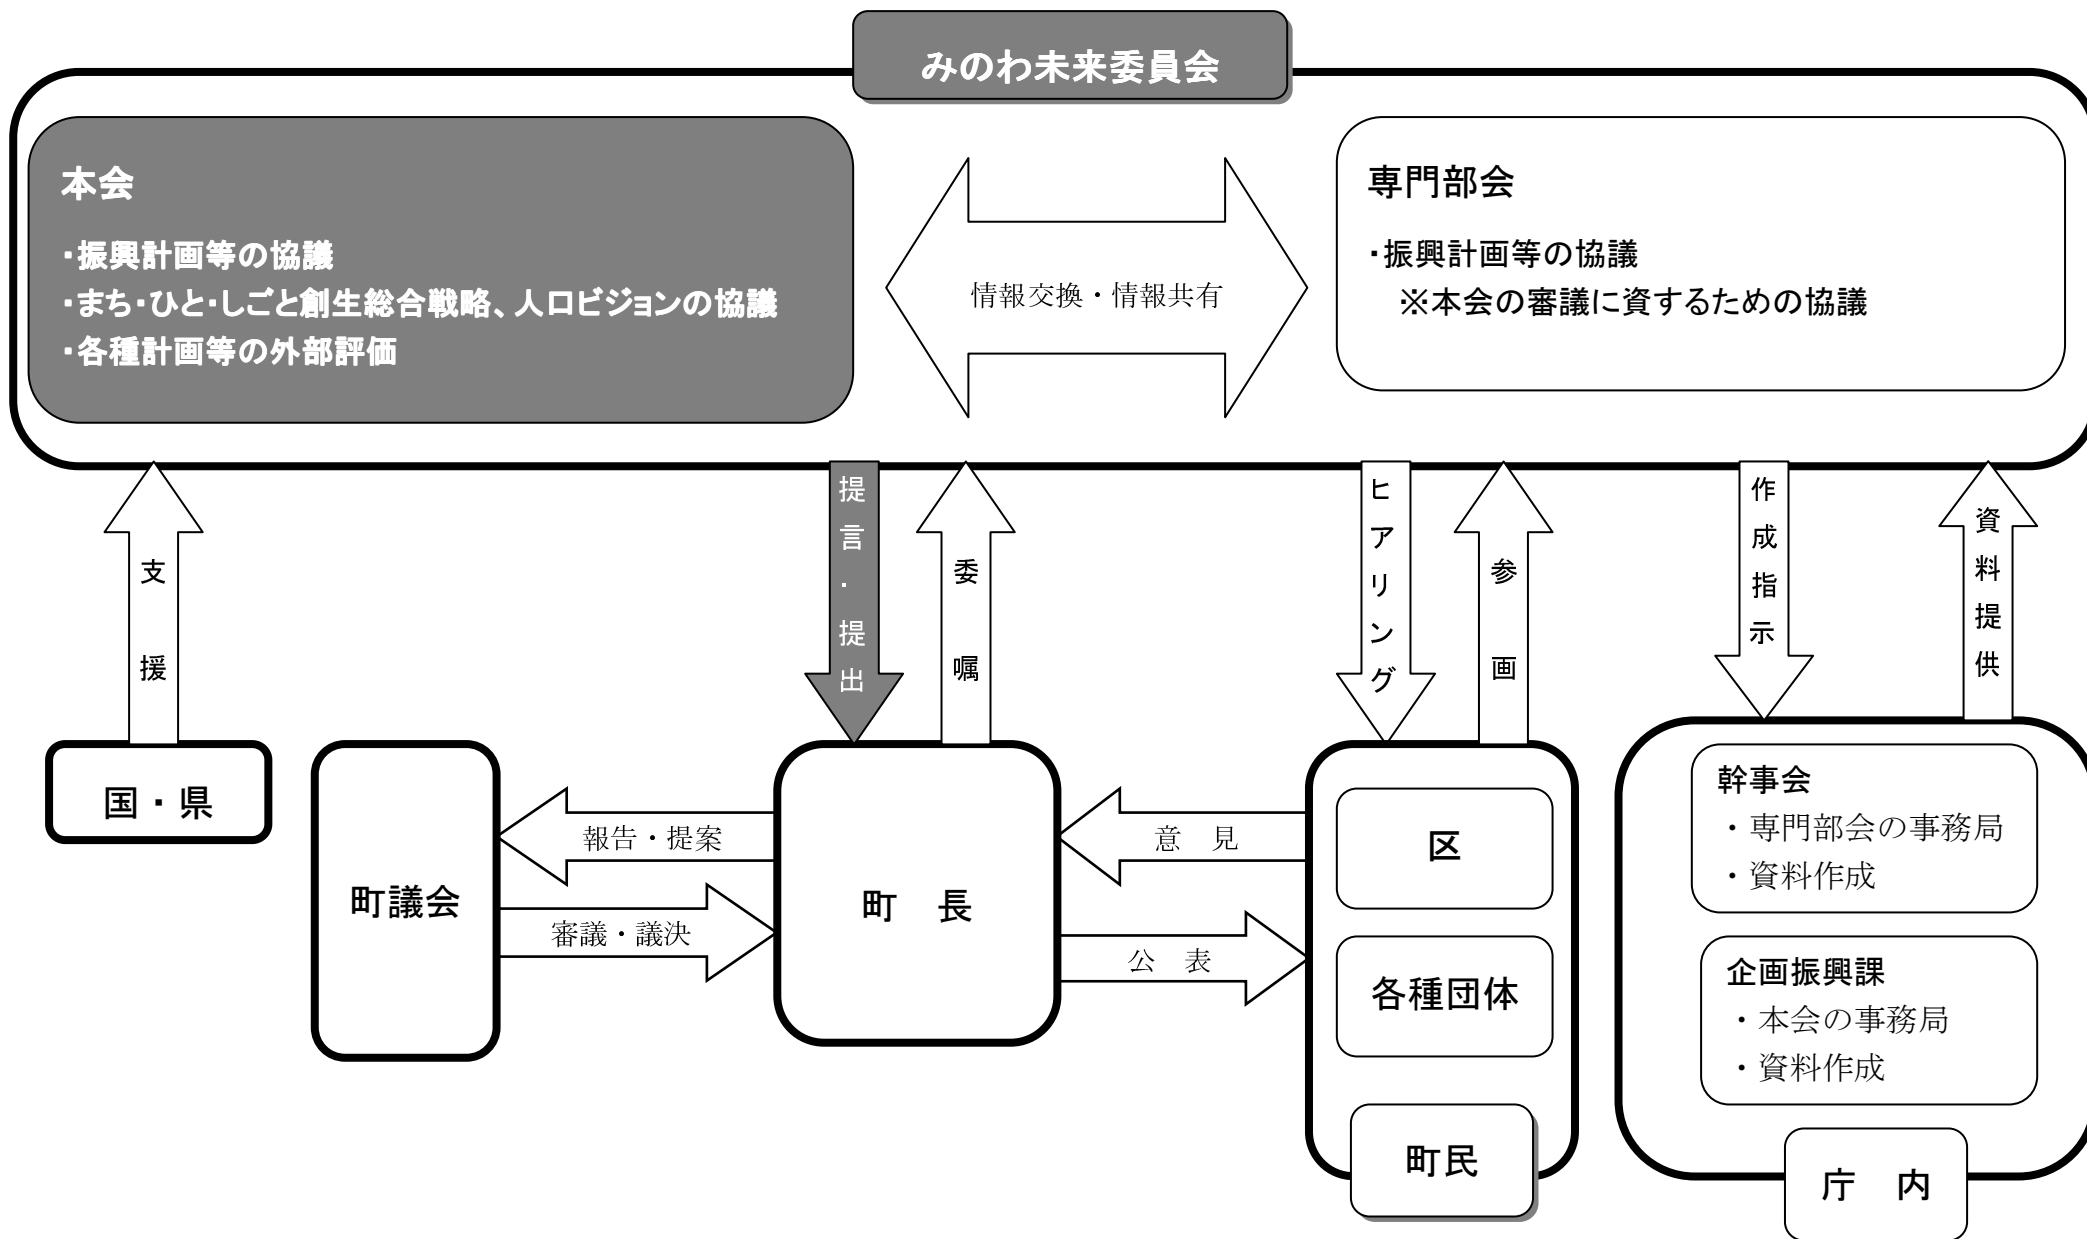 みのわ未来委員会
本会
・振興計画等の協議
・まち・ひと・しごと創生総合戦略、人口ビジョンの協議
・各種計画等の外部評価
情報交換・情報共有
専門部会
・振興計画等の協議
※本会の審議に資するための協議
支援
提言・提出
委嘱
ヒアリング
参画
作成指示
資料提供
国・県
町議会
報告・提案
審議・議決
町　長
意　見
公　表
区
各種団体
町民
幹事会
・専門部会の事務局
・資料作成
企画振興課
・本会の事務局
・資料作成
庁　内